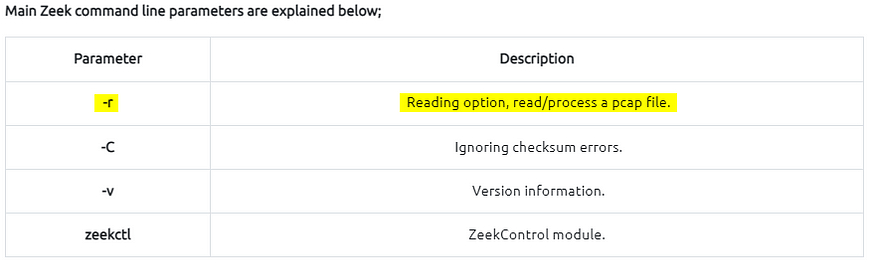 Main Zeek command line parameters are explained below;
Parameter Description
-r Reading option, read/process a pcap file.
-C Ignoring checksum errors.
-v Version information.
zeekctl ZeekControl module.